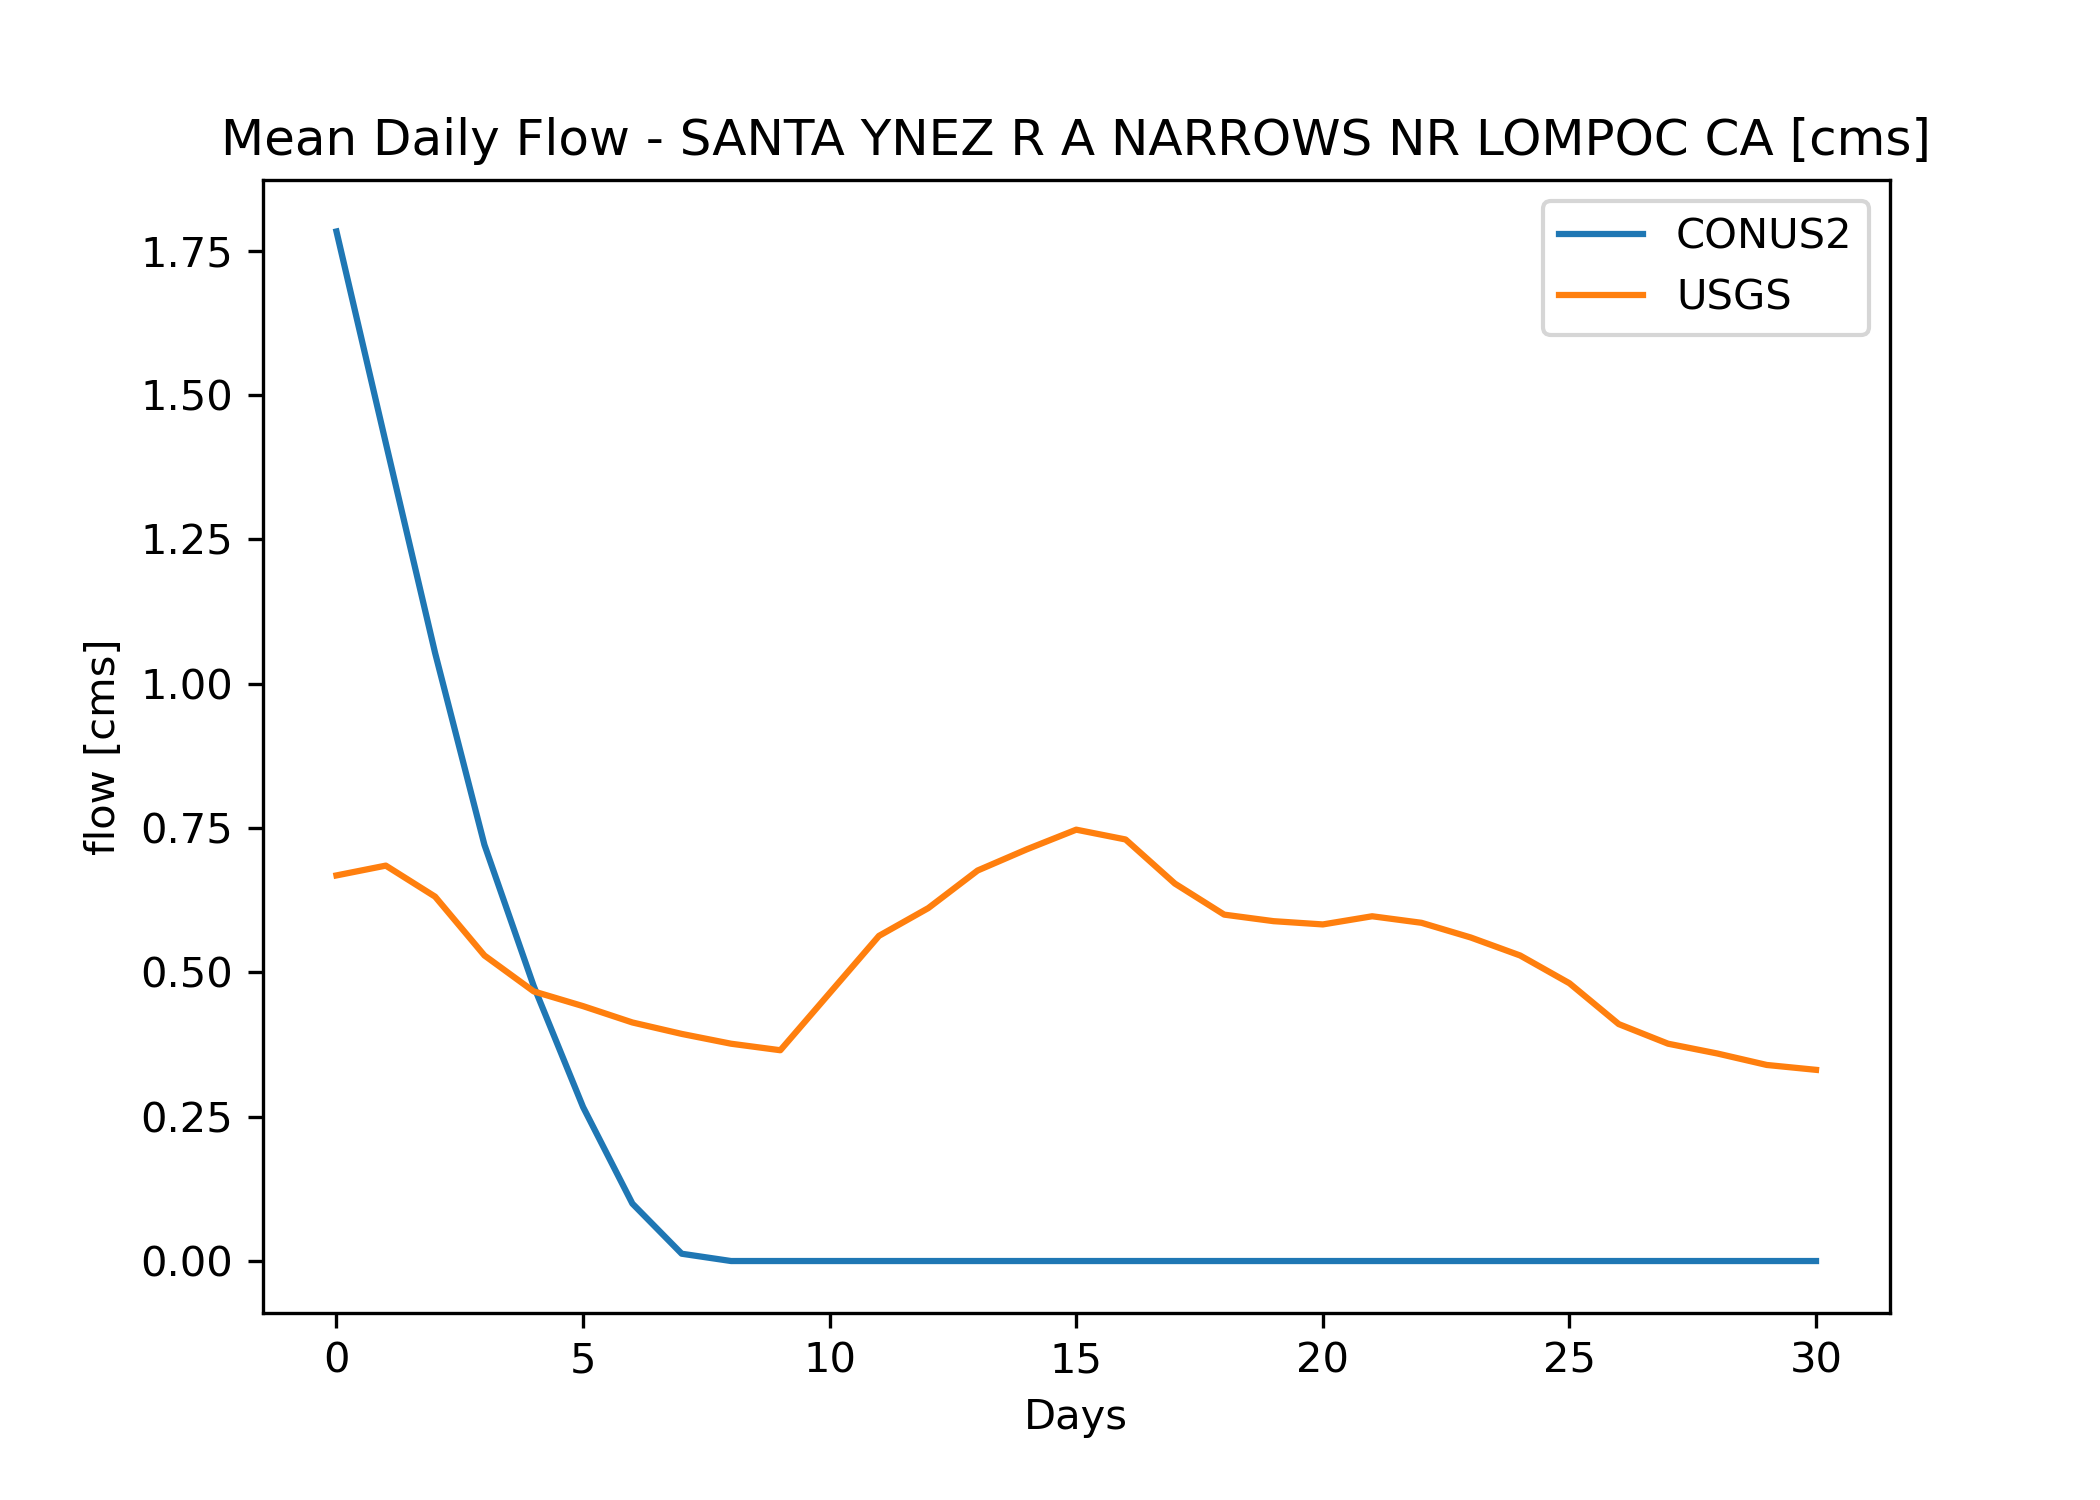 Mean Daily Flow - SANTA YNEZ R A NARROWS NR LOMPOC CA [cms]
CONUS2
USGS
flow [cms]
1.75
1.50
1.25
1.00
0.75
0.50
0.25
0.00
0 5 10 15 20 25 30
Days